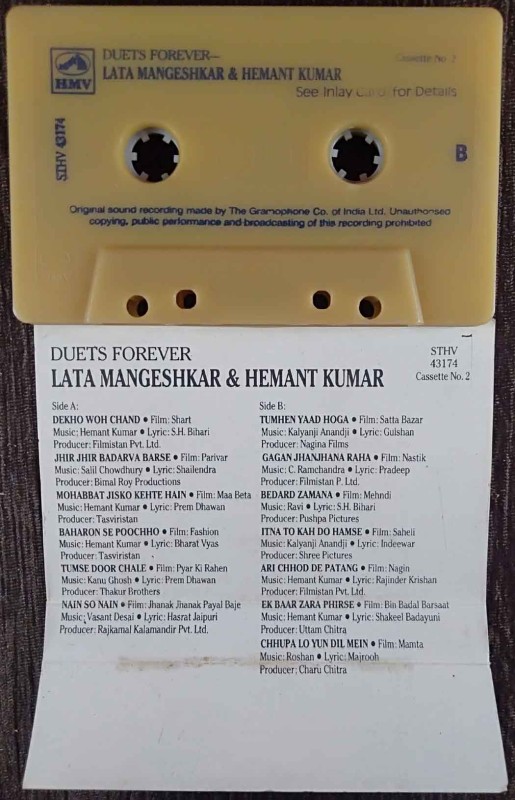 HMV
DUETS FOREVER—
LATA MANGESHKAR & HEMANT KUMAR
Cassette No. 2
See Inlay Card for Details
STHV 43174
B
Original sound recording made by The Gramophone Co. of India Ltd. Unauthorised
copying, public performance and broadcasting of this recording prohibited
DUETS FOREVER
LATA MANGESHKAR & HEMANT KUMAR
STHV
43174
Cassette No. 2
Side A:
DEKHO WOH CHAND • Film: Shart
Music: Hemant Kumar • Lyric: S.H. Bihari
Producer: Filmistan Pvt. Ltd.
JHIR JHIR BADARVA BARSE • Film: Parivar
Music: Salil Chowdhury • Lyric: Shailendra
Producer: Bimal Roy Productions
MOHABBAT JISKO KEHTE HAIN • Film: Maa Beta
Music: Hemant Kumar • Lyric: Prem Dhawan
Producer: Tasviristan
BAHARON SE POOCHHO • Film: Fashion
Music: Hemant Kumar • Lyric: Bharat Vyas
Producer: Tasviristan
TUMSE DOOR CHALE • Film: Pyar Ki Rahen
Music: Kanu Ghosh • Lyric: Prem Dhawan
Producer: Thakur Brothers
NAIN SO NAIN • Film: Jhanak Jhanak Payal Baje
Music: Vasant Desai • Lyric: Hasrat Jaipuri
Producer: Rajkamal Kalamandir Pvt. Ltd.
Side B:
TUMHEN YAAD HOGA • Film: Satta Bazar
Music: Kalyanji Anandji • Lyric: Gulshan
Producer: Nagina Films
GAGAN JHANJHANA RAHA • Film: Nastik
Music: C. Ramchandra • Lyric: Pradeep
Producer: Filmistan P. Ltd.
BEDARD ZAMANA • Film: Mehndi
Music: Ravi • Lyric: S.H. Bihari
Producer: Pushpa Pictures
ITNA TO KAH DO HAMSE • Film: Saheli
Music: Kalyanji Anandji • Lyric: Indeewar
Producer: Shree Pictures
ARI CHHOD DE PATANG • Film: Nagin
Music: Hemant Kumar • Lyric: Rajinder Krishan
Producer: Filmistan Pvt. Ltd.
EK BAAR ZARA PHIRSE • Film: Bin Badal Barsaat
Music: Hemant Kumar • Lyric: Shakeel Badayuni
Producer: Uttam Chitra
CHHUPA LO YUN DIL MEIN • Film: Mamta
Music: Roshan • Lyric: Majrooh
Producer: Charu Chitra